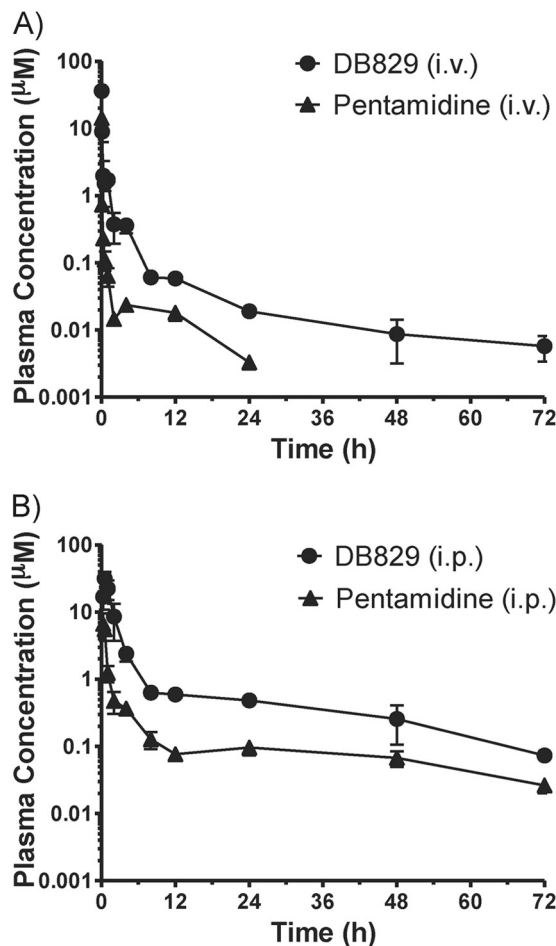 A)
Plasma Concentration (μM)
100
10
1
0.1
0.01
0.001
DB829 (i.v.)
Pentamidine (i.v.)
0 12 24 36 48 60 72
Time (h)
B)
Plasma Concentration (μM)
100
10
1
0.1
0.01
0.001
DB829 (i.p.)
Pentamidine (i.p.)
0 12 24 36 48 60 72
Time (h)